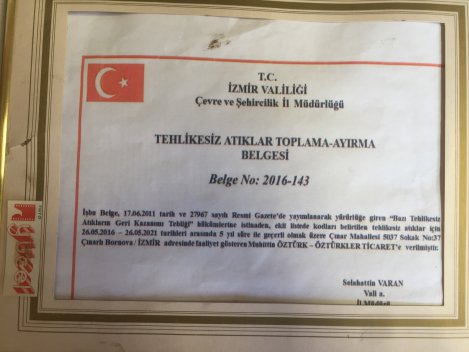 T.C.
İZMİR VALİLİĞİ
Çevre ve Şehircilik İl Müdürlüğü
TEHLİKESİZ ATIKLAR TOPLAMA-AYIRMA
BELGESİ
Belge No: 2016-143
İşbu Belge, 17.06.2011 tarih ve 27967 sayılı Resmi Gazete'de yayımlanarak yürürlüğe giren "Bazı Tehlikesiz
Atıkların Geri Kazanımı Tebliği" hükümlerine istinaden, ekli listede kodları belirtilen tehlikesiz atıklar için
26.05.2016 – 26.05.2021 tarihleri arasında 5 yıl süre ile geçerli olmak üzere Çınar Mahallesi 5037 Sokak No:37
Çınarlı Bornova / İZMİR adresinde faaliyet gösteren Muhittin ÖZTÜRK – ÖZTÜRKLER TİCARET'e verilmiştir.
Selahattin VARAN
Vali a.
İl Müdürü